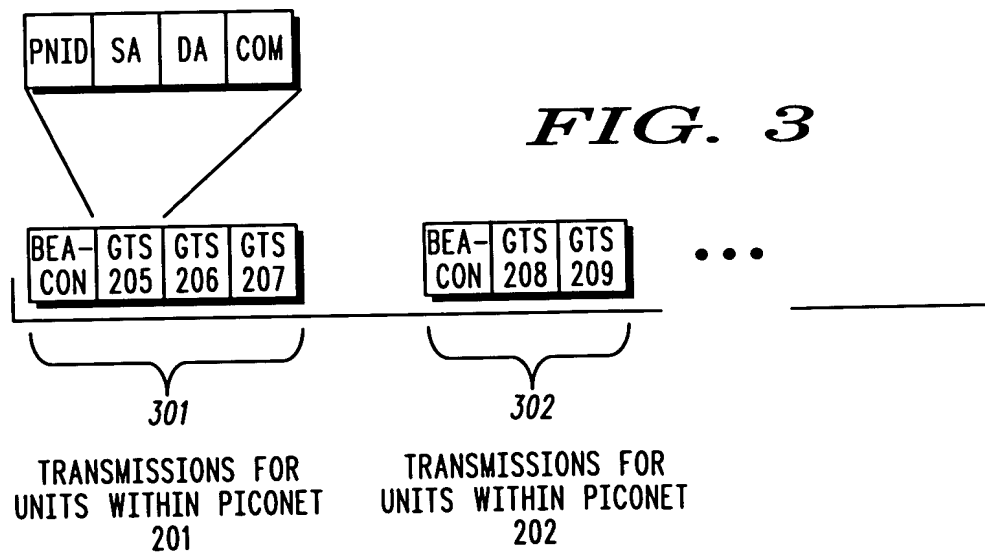 PNID SA DA COM
FIG. 3
BEA-
CON
GTS
205
GTS
206
GTS
207
BEA-
CON
GTS
208
GTS
209
•••
301
TRANSMISSIONS FOR
UNITS WITHIN PICONET
201
302
TRANSMISSIONS FOR
UNITS WITHIN PICONET
202